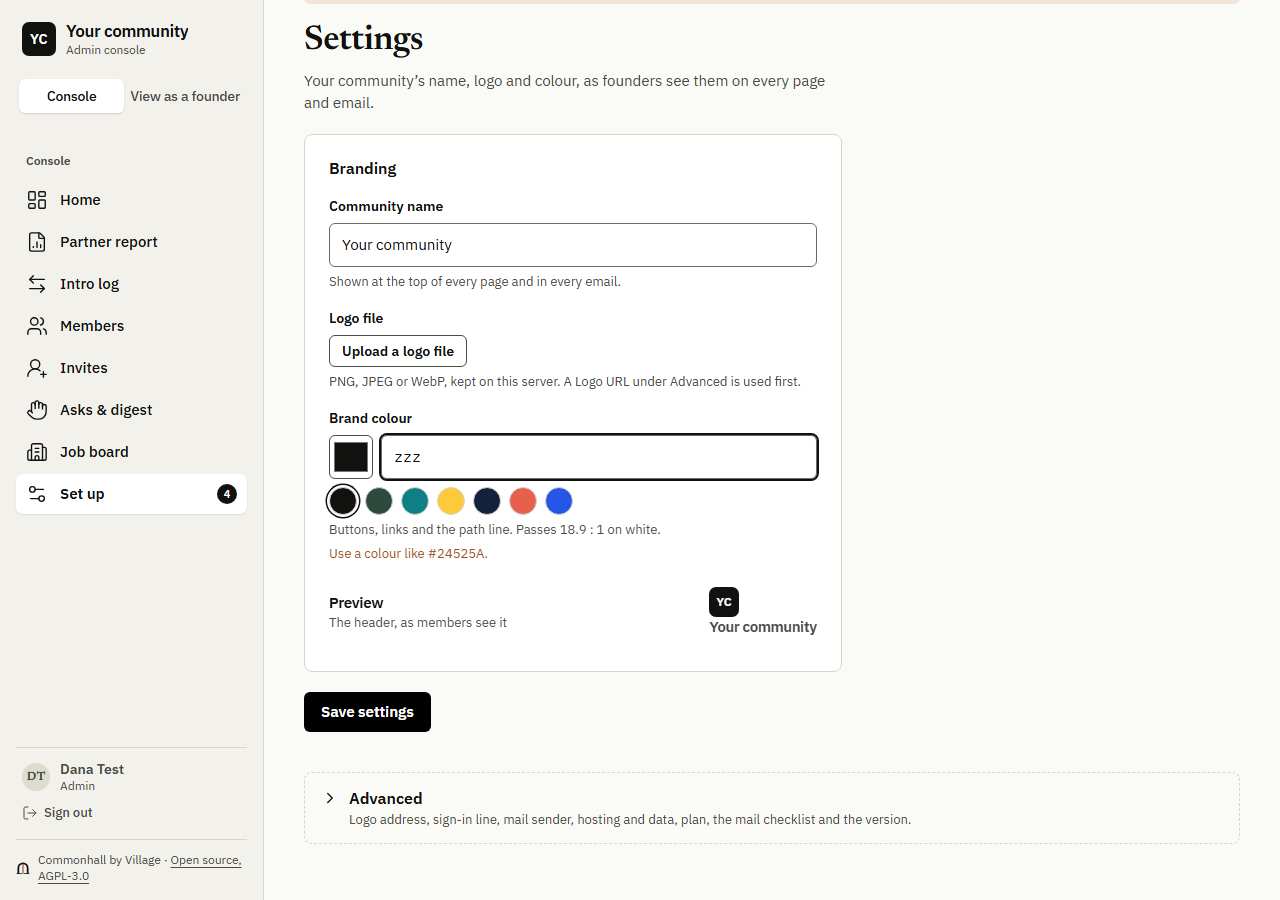 YC
Your community
Admin console
Console
View as a founder
Console
Home
Partner report
Intro log
Members
Invites
Asks & digest
Job board
Set up
4
DT
Dana Test
Admin
Sign out
Commonhall by Village · Open source,
AGPL-3.0
Settings
Your community’s name, logo and colour, as founders see them on every page
and email.
Branding
Community name
Your community
Shown at the top of every page and in every email.
Logo file
Upload a logo file
PNG, JPEG or WebP, kept on this server. A Logo URL under Advanced is used first.
Brand colour
zzz
Buttons, links and the path line. Passes 18.9 : 1 on white.
Use a colour like #24525A.
Preview
The header, as members see it
YC
Your community
Save settings
Advanced
Logo address, sign-in line, mail sender, hosting and data, plan, the mail checklist and the version.